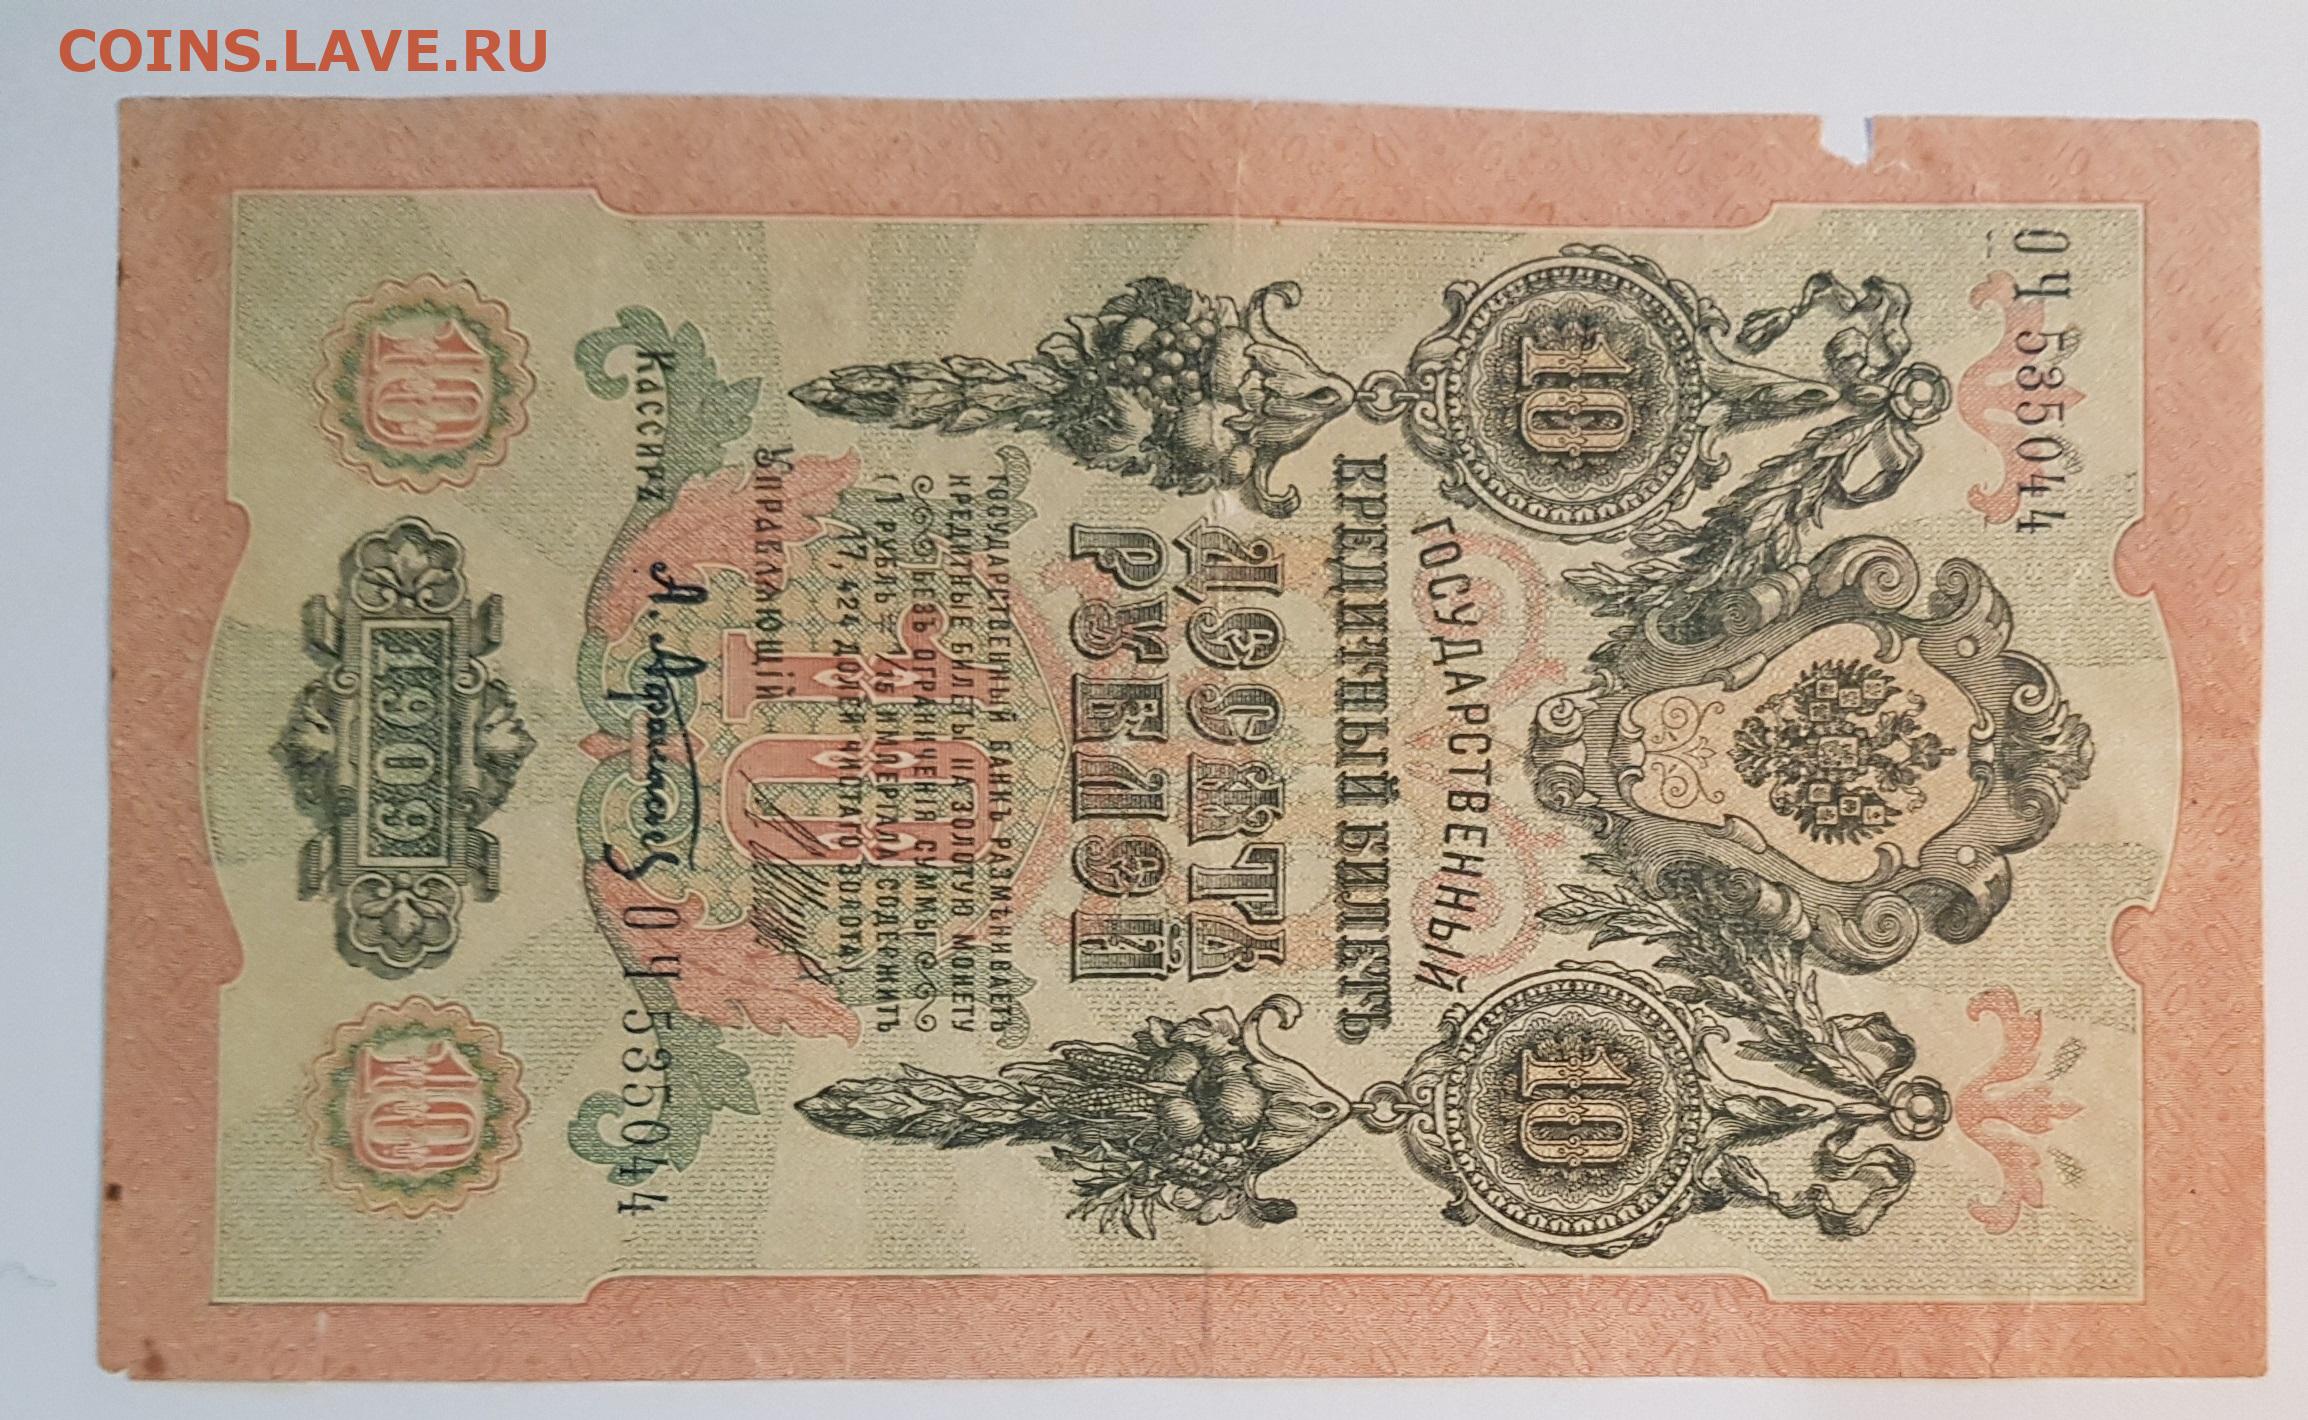 COINS.LAVE.RU
ОЧ 535044
10 10
ГОСУДАРСТВЕННЫЙ
КРЕДИТНЫЙ БИЛЕТЪ
ДЕСЯТЬ
РУБЛЕЙ
ГОСУДАРСТВЕННЫЙ БАНКЪ РАЗМѢНИВАЕТЪ
КРЕДИТНЫЕ БИЛЕТЫ НА ЗОЛОТУЮ МОНЕТУ
БЕЗЪ ОГРАНИЧЕНІЯ СУММЫ
(1 РУБЛЬ = 1/15 ИМПЕРІАЛА, СОДЕРЖИТЪ
17,424 ДОЛЕЙ ЧИСТАГО ЗОЛОТА)
10
Управляющій
Кассиръ
ОЧ 535044
10 1909 10